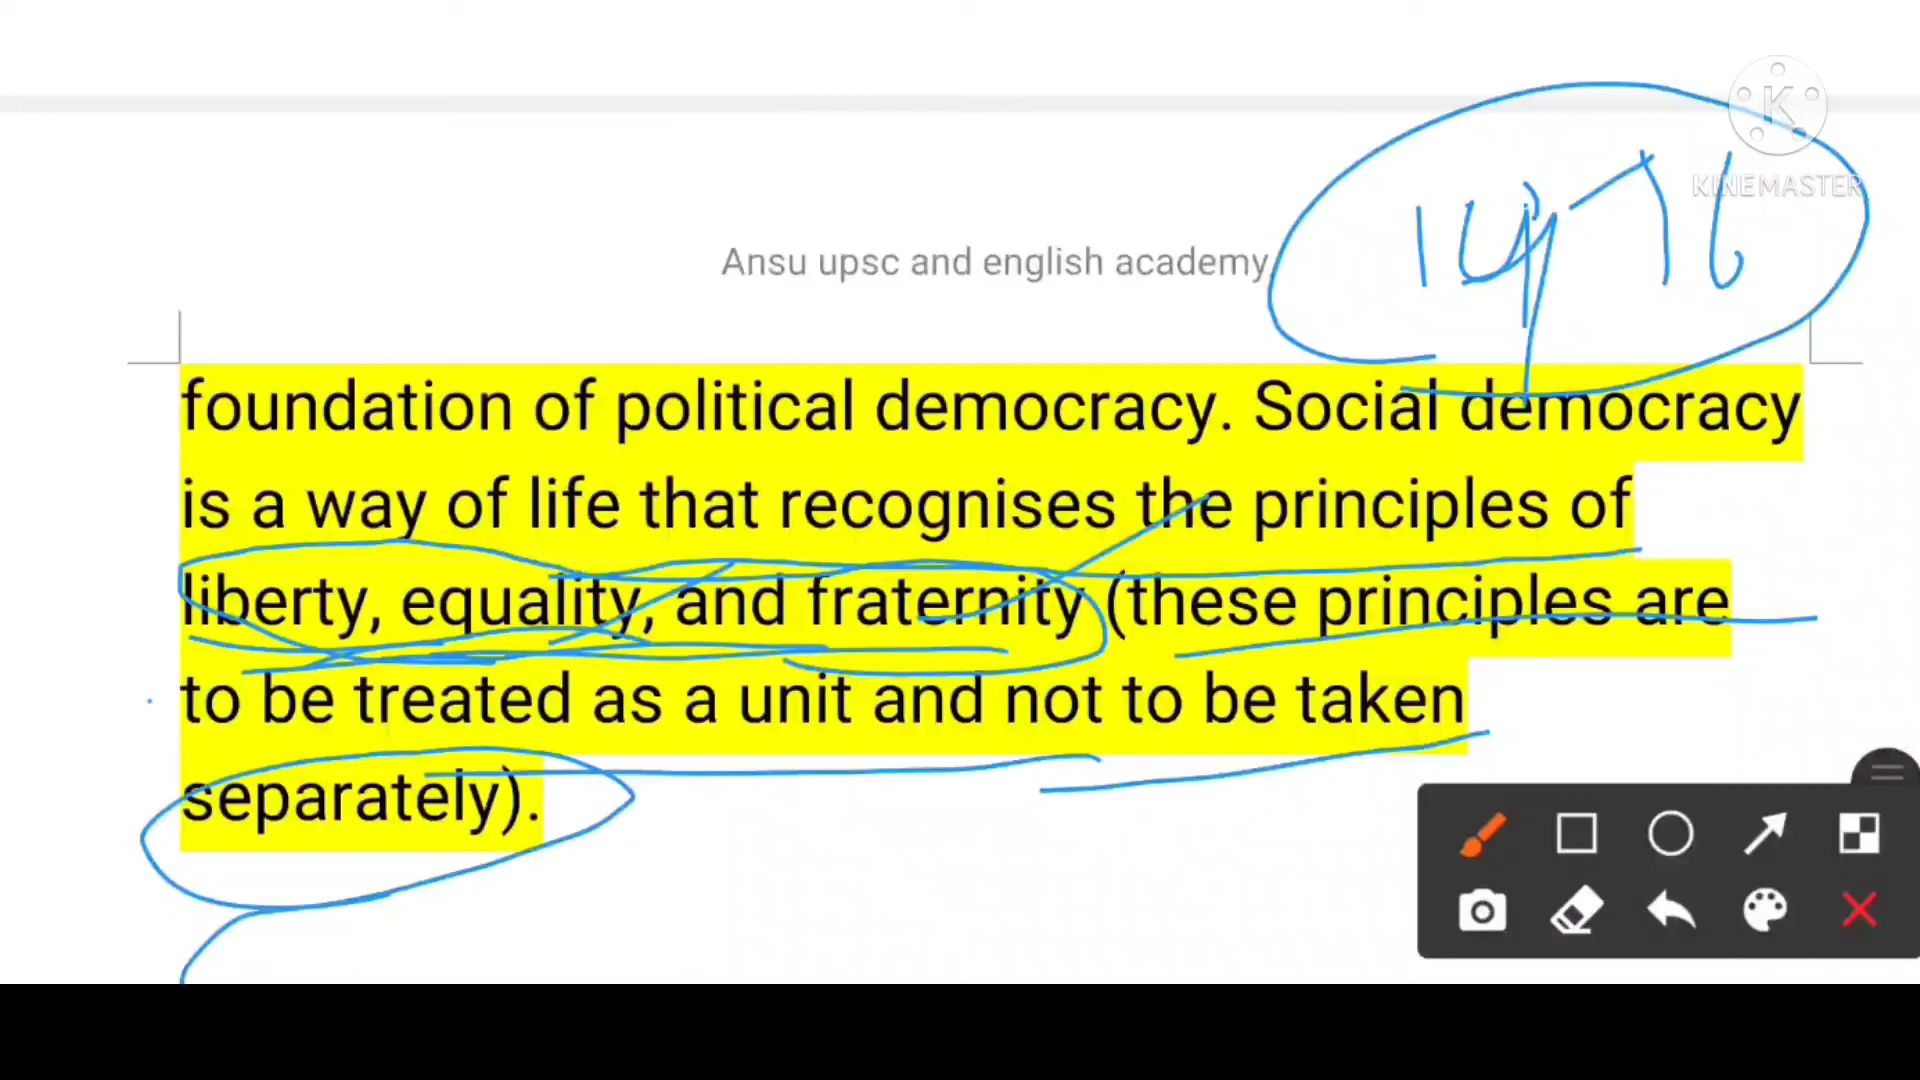 KINEMASTER
Ansu upsc and english academy
foundation of political democracy. Social democracy
is a way of life that recognises the principles of
liberty, equality, and fraternity (these principles are
to be treated as a unit and not to be taken
separately).